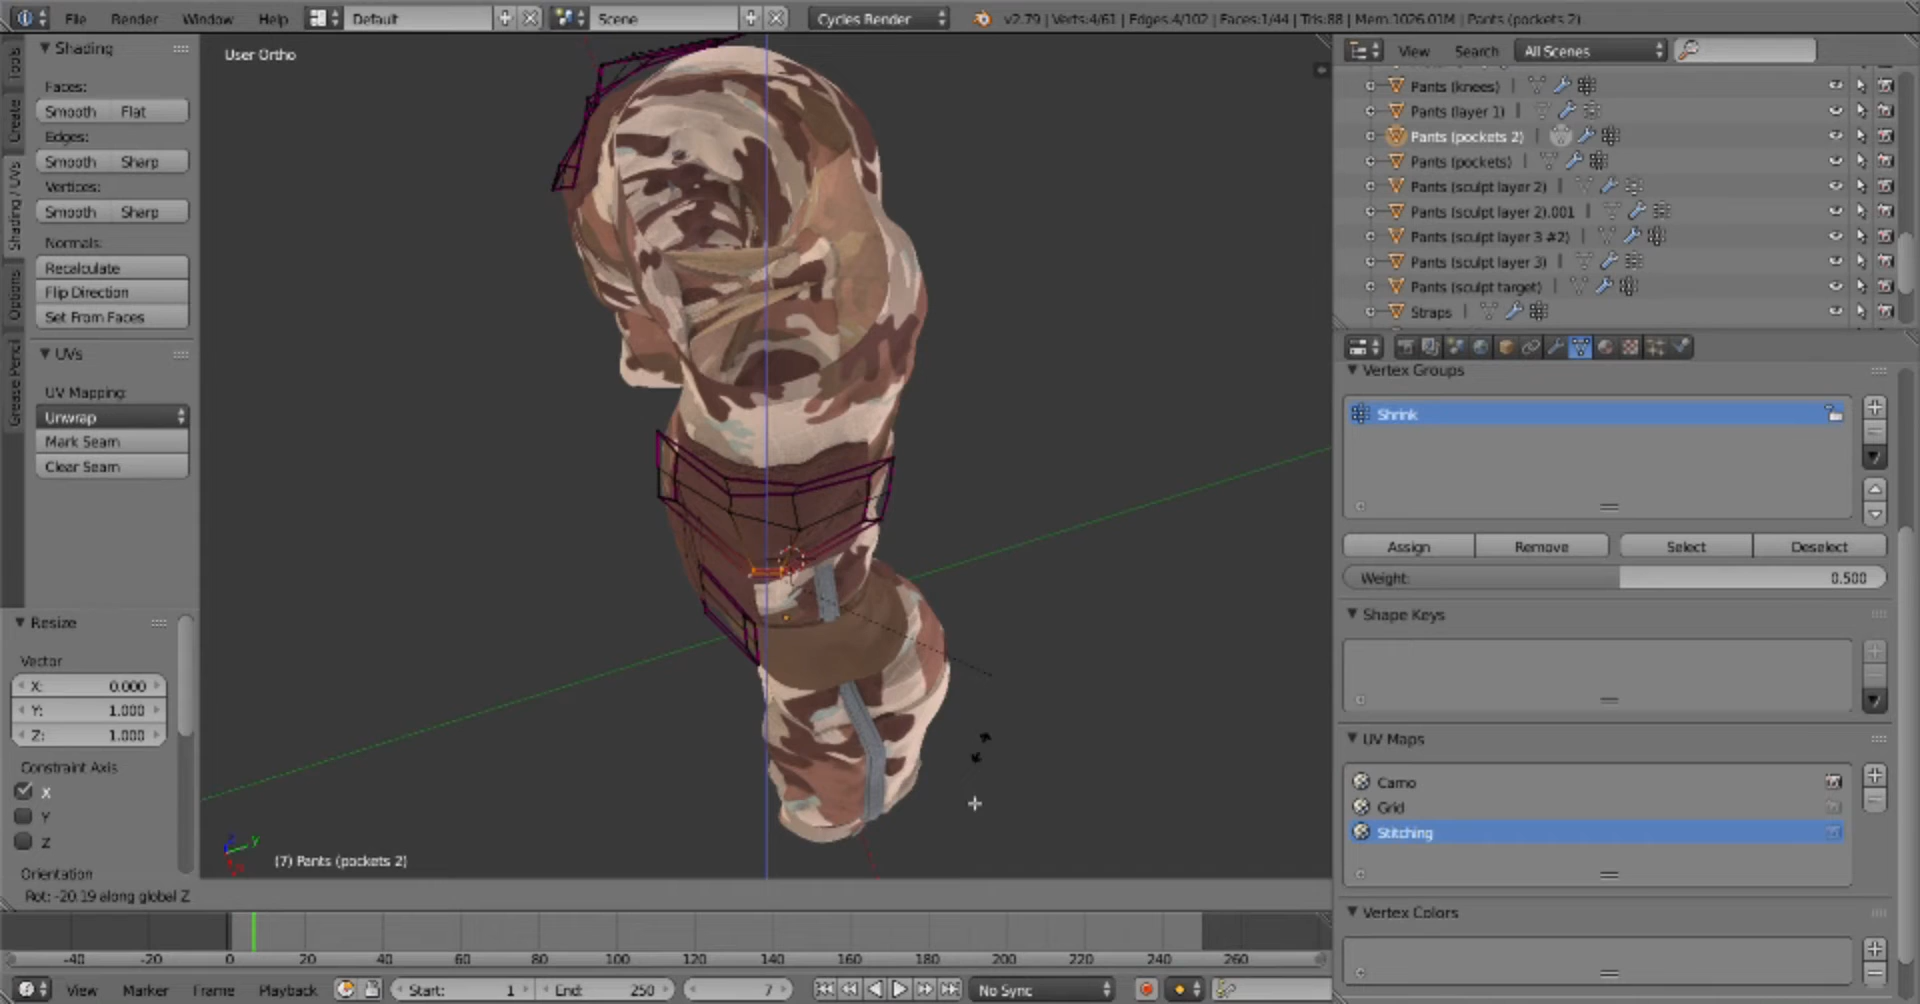 File Render Window Help Default Scene Cycles Render v2.79 | Verts:4/61 | Edges:4/102 | Faces:1/44 | Tris:88 | Mem:1026.01M | Pants (pockets 2)
Tools
Create
Shading / UVs
Options
Grease Pencil
Shading
Faces:
Smooth Flat
Edges:
Smooth Sharp
Vertices:
Smooth Sharp
Normals:
Recalculate
Flip Direction
Set From Faces
UVs
UV Mapping:
Unwrap
Mark Seam
Clear Seam
Resize
Vector
X: 0.000
Y: 1.000
Z: 1.000
Constraint Axis
X
Y
Z
Orientation
Rot: -20.19 along global Z
User Ortho
(7) Pants (pockets 2)
View Search All Scenes
Pants (knees)
Pants (layer 1)
Pants (pockets 2)
Pants (pockets)
Pants (sculpt layer 2)
Pants (sculpt layer 2).001
Pants (sculpt layer 3 #2)
Pants (sculpt layer 3)
Pants (sculpt target)
Straps
Vertex Groups
Shrink
Assign Remove Select Deselect
Weight: 0.500
Shape Keys
UV Maps
Camo
Grid
Stitching
Vertex Colors
-40 -20 0 20 40 60 80 100 120 140 160 180 200 220 240 260
View Marker Frame Playback Start: 1 End: 250 7 No Sync